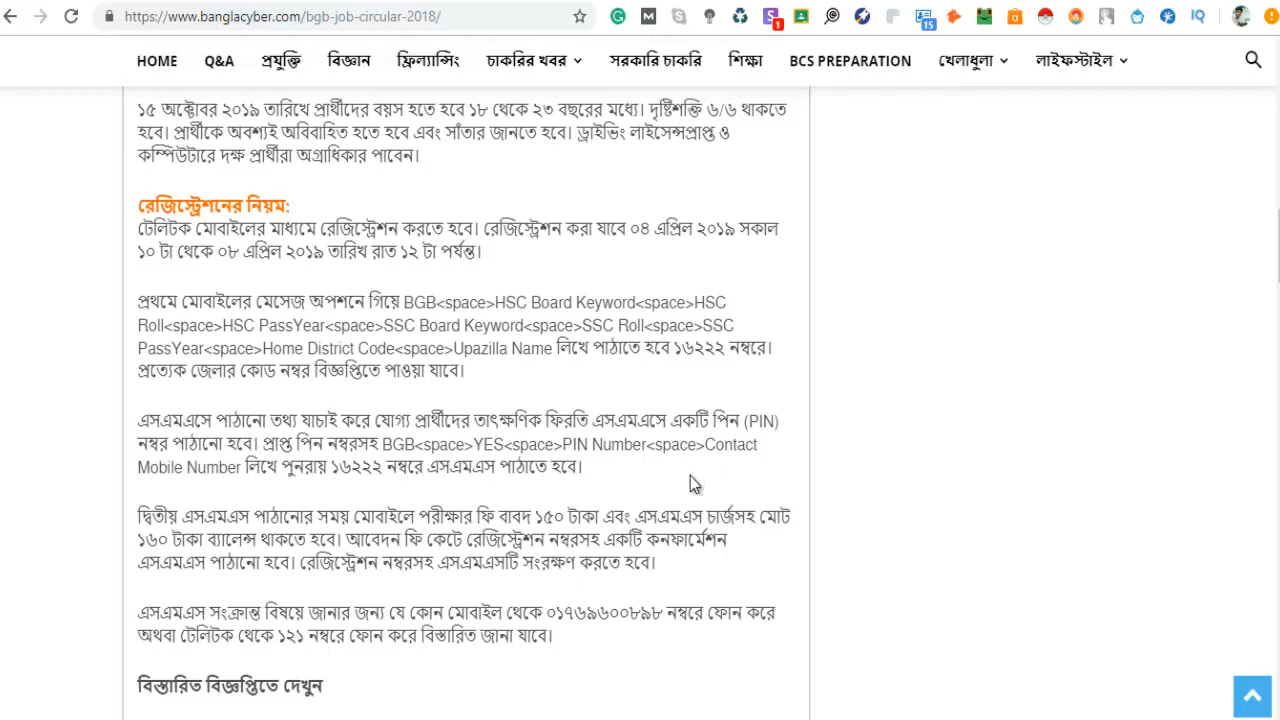 https://www.banglacyber.com/bgb-job-circular-2018/
1
15
IQ
HOME Q&A প্রযুক্তি বিজ্ঞান ফ্রিল্যান্সিং চাকরির খবর সরকারি চাকরি শিক্ষা BCS PREPARATION খেলাধুলা লাইফস্টাইল
১৫ অক্টোবর ২০১৯ তারিখে প্রার্থীদের বয়স হতে হবে ১৮ থেকে ২৩ বছরের মধ্যে। দৃষ্টিশক্তি ৬/৬ থাকতে
হবে। প্রার্থীকে অবশ্যই অবিবাহিত হতে হবে এবং সাঁতার জানতে হবে। ড্রাইভিং লাইসেন্সপ্রাপ্ত ও
কম্পিউটারে দক্ষ প্রার্থীরা অগ্রাধিকার পাবেন।
রেজিস্ট্রেশনের নিয়ম:
টেলিটক মোবাইলের মাধ্যমে রেজিস্ট্রেশন করতে হবে। রেজিস্ট্রেশন করা যাবে ০৪ এপ্রিল ২০১৯ সকাল
১০ টা থেকে ০৮ এপ্রিল ২০১৯ তারিখ রাত ১২ টা পর্যন্ত।
প্রথমে মোবাইলের মেসেজ অপশনে গিয়ে BGB<space>HSC Board Keyword<space>HSC
Roll<space>HSC PassYear<space>SSC Board Keyword<space>SSC Roll<space>SSC
PassYear<space>Home District Code<space>Upazilla Name লিখে পাঠাতে হবে ১৬২২২ নম্বরে।
প্রত্যেক জেলার কোড নম্বর বিজ্ঞপ্তিতে পাওয়া যাবে।
এসএমএসে পাঠানো তথ্য যাচাই করে যোগ্য প্রার্থীদের তাৎক্ষণিক ফিরতি এসএমএসে একটি পিন (PIN)
নম্বর পাঠানো হবে। প্রাপ্ত পিন নম্বরসহ BGB<space>YES<space>PIN Number<space>Contact
Mobile Number লিখে পুনরায় ১৬২২২ নম্বরে এসএমএস পাঠাতে হবে।
দ্বিতীয় এসএমএস পাঠানোর সময় মোবাইলে পরীক্ষার ফি বাবদ ১৫০ টাকা এবং এসএমএস চার্জসহ মোট
১৬০ টাকা ব্যালেন্স থাকতে হবে। আবেদন ফি কেটে রেজিস্ট্রেশন নম্বরসহ একটি কনফার্মেশন
এসএমএস পাঠানো হবে। রেজিস্ট্রেশন নম্বরসহ এসএমএসটি সংরক্ষণ করতে হবে।
এসএমএস সংক্রান্ত বিষয়ে জানার জন্য যে কোন মোবাইল থেকে ০১৭৬৯৬০০৮৯৮ নম্বরে ফোন করে
অথবা টেলিটক থেকে ১২১ নম্বরে ফোন করে বিস্তারিত জানা যাবে।
বিস্তারিত বিজ্ঞপ্তিতে দেখুন